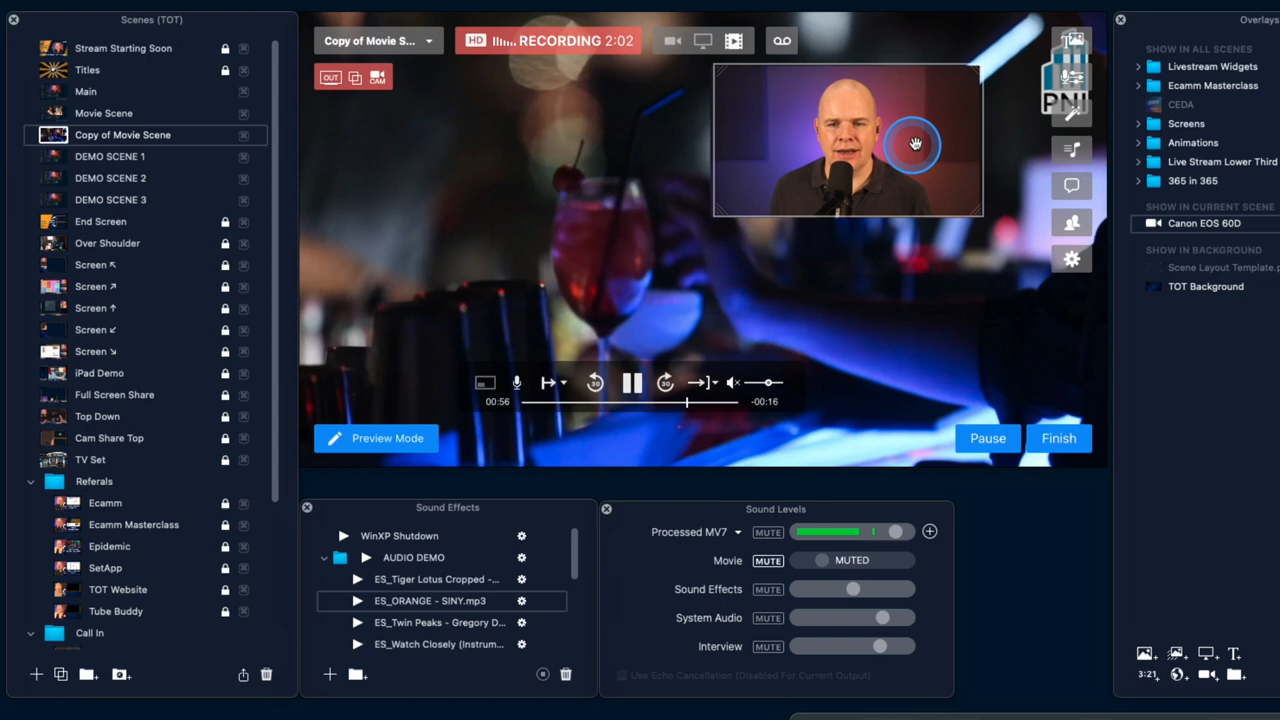 Scenes (TOT)
Stream Starting Soon
Titles
Main
Movie Scene
Copy of Movie Scene
DEMO SCENE 1
DEMO SCENE 2
DEMO SCENE 3
End Screen
Over Shoulder
Screen ↖
Screen ↗
Screen ↑
Screen ↙
Screen ↘
iPad Demo
Full Screen Share
Top Down
Cam Share Top
TV Set
Referals
Ecamm
Ecamm Masterclass
Epidemic
SetApp
TOT Website
Tube Buddy
Call In
Copy of Movie S...
HD RECORDING 2:02
OUT CAM
PNI
30 30
00:56 -00:16
Preview Mode
Pause Finish
Sound Effects
WinXP Shutdown
AUDIO DEMO
ES_Tiger Lotus Cropped -...
ES_ORANGE - SINY.mp3
ES_Twin Peaks - Gregory D...
ES_Watch Closely (Instrum...
Sound Levels
Processed MV7 MUTE
Movie MUTE MUTED
Sound Effects MUTE
System Audio MUTE
Interview MUTE
Use Echo Cancellation (Disabled For Current Output)
Overlays
SHOW IN ALL SCENES
Livestream Widgets
Ecamm Masterclass
CEDA
Screens
Animations
Live Stream Lower Third
365 in 365
SHOW IN CURRENT SCENE
Canon EOS 60D
SHOW IN BACKGROUND
Scene Layout Template.p
TOT Background
T
3:21